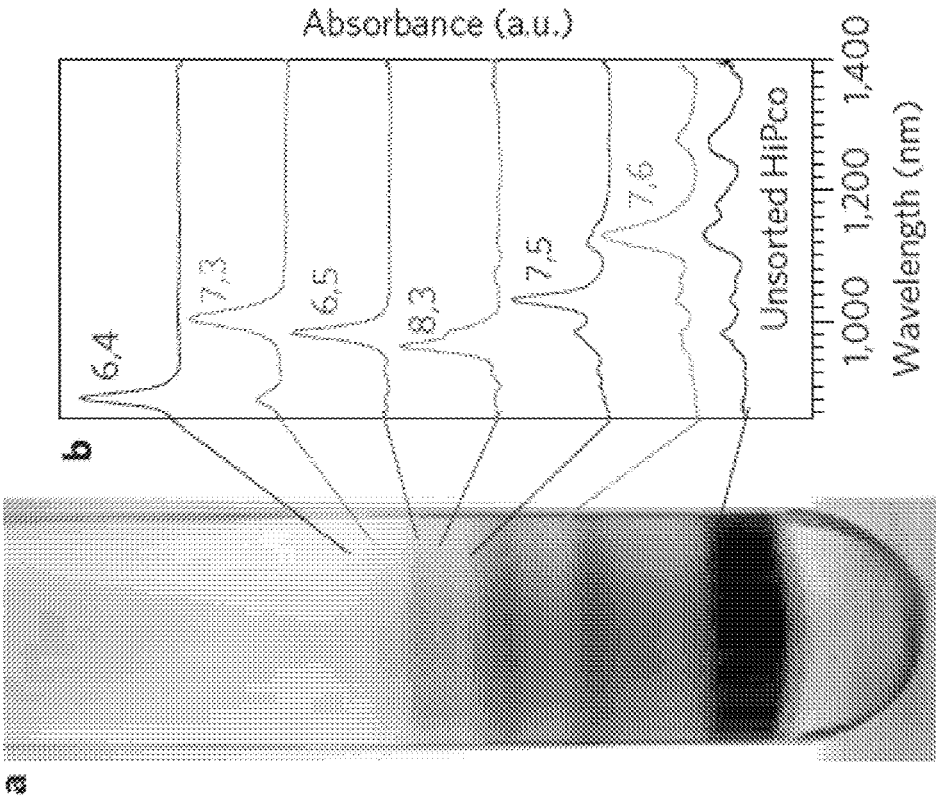 a
b
6,4
7,3
6,5
8,3
7,5
7,6
Unsorted HiPco
Absorbance (a.u.)
1,000
1,200
1,400
Wavelength (nm)